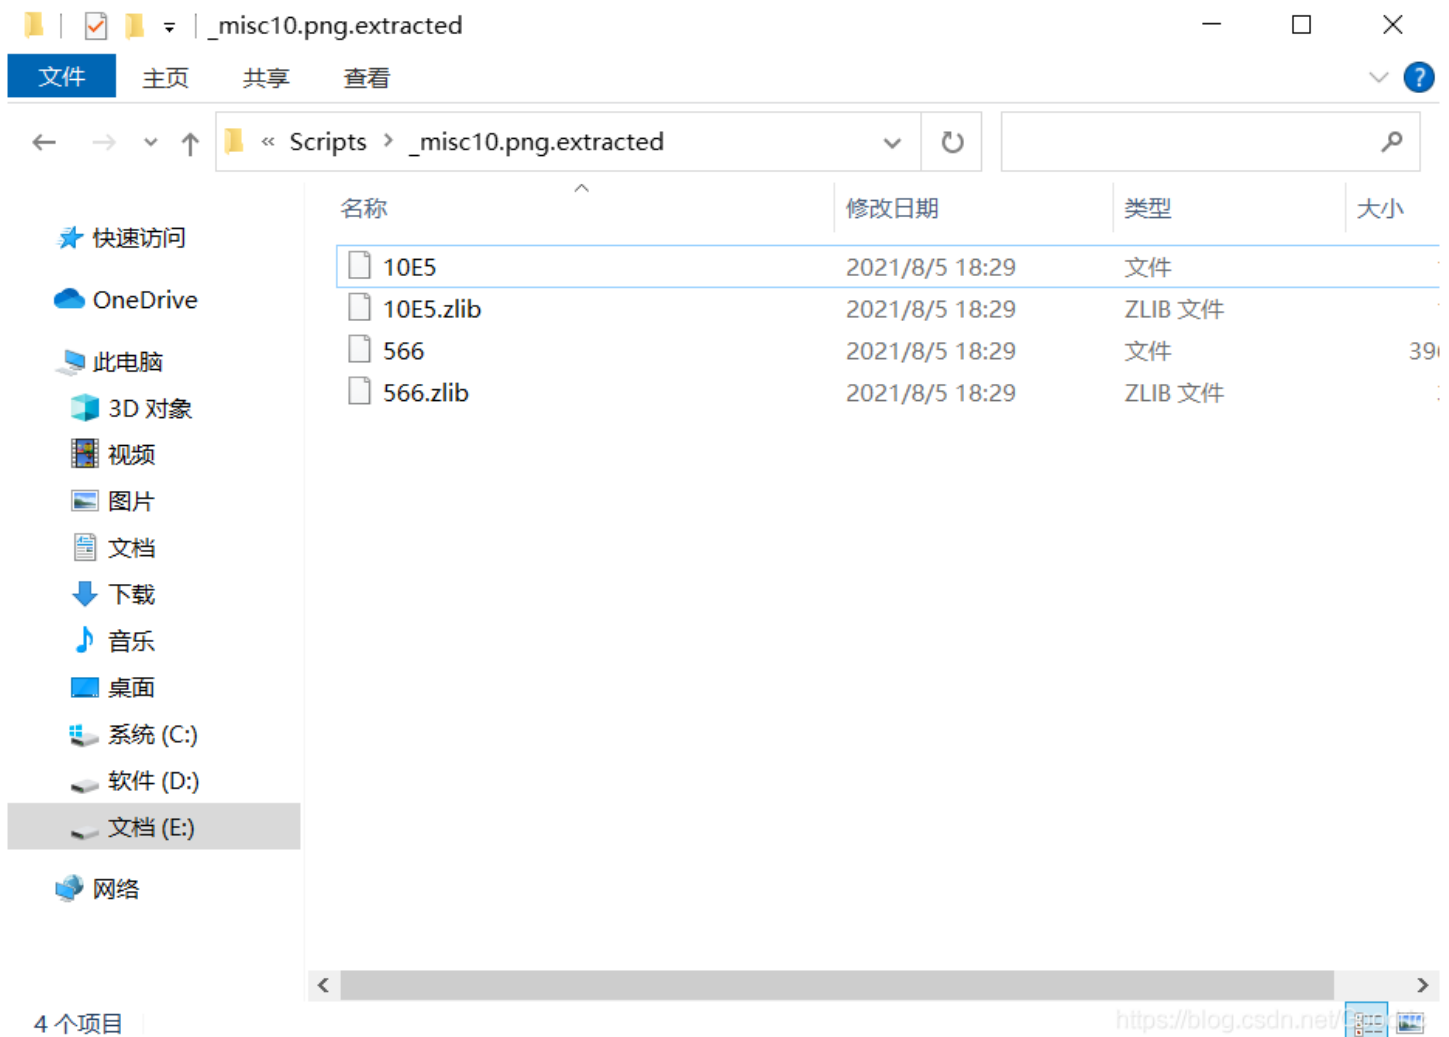 _misc10.png.extracted
文件 主页 共享 查看
« Scripts › _misc10.png.extracted
名称 修改日期 类型 大小
快速访问
OneDrive
此电脑
3D 对象
视频
图片
文档
下载
音乐
桌面
系统 (C:)
软件 (D:)
文档 (E:)
网络
10E5 2021/8/5 18:29 文件
10E5.zlib 2021/8/5 18:29 ZLIB 文件
566 2021/8/5 18:29 文件
566.zlib 2021/8/5 18:29 ZLIB 文件
4 个项目
https://blog.csdn.net/